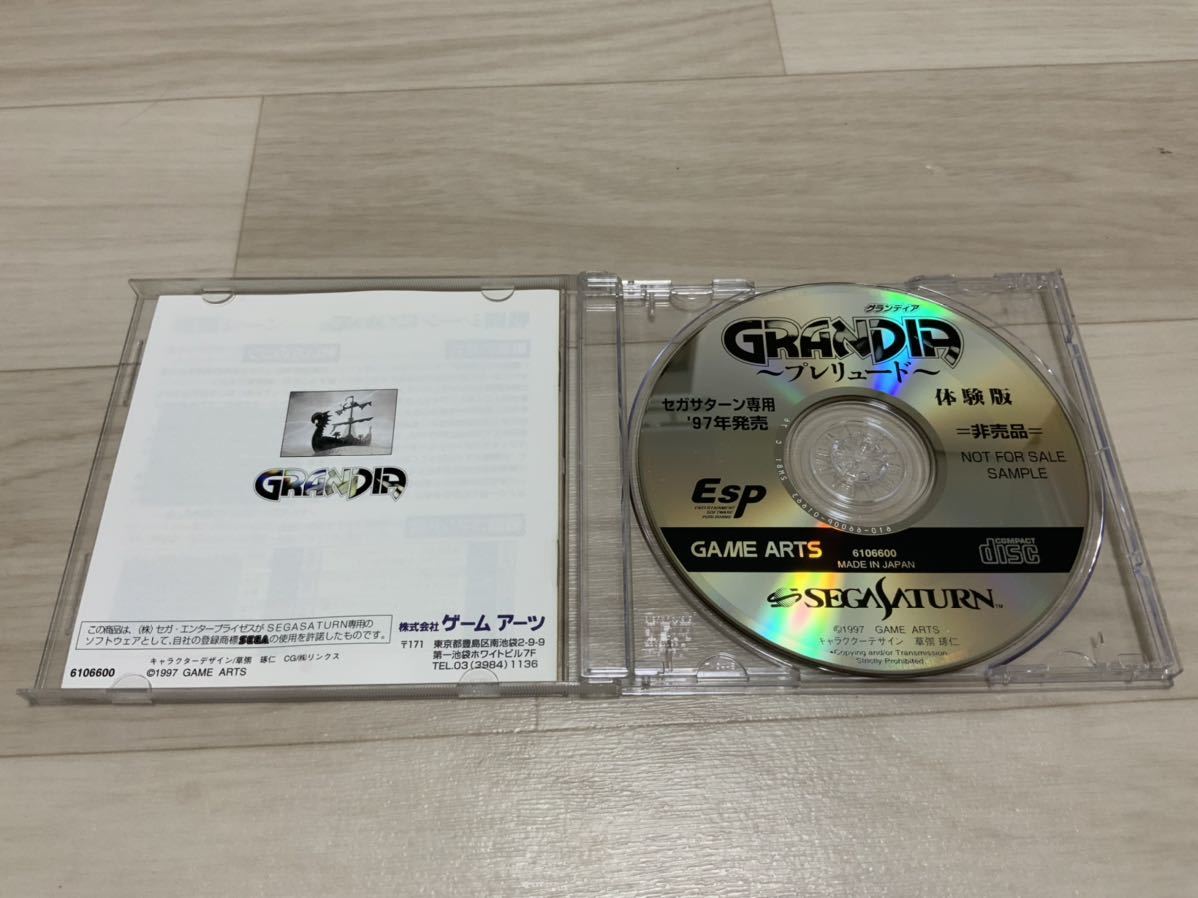 GRANDIA
この商品は、(株)セガ・エンタープライゼスがSEGASATURN専用の
ソフトウェアとして、自社の登録商標SEGAの使用を許諾したものです。
キャラクターデザイン/草彅 琢仁 CG/㈱リンクス
6106600
©1997 GAME ARTS
株式会社 ゲーム アーツ
〒171 東京都豊島区南池袋2-9-9
第一池袋ホワイトビル7F
TEL.03(3984)1136
グランディア
GRANDIA
〜プレリュード〜
体験版
セガサターン専用
'97年発売
=非売品=
NOT FOR SALE
SAMPLE
ESP
ENTERTAINMENT
SOFTWARE
PUBLISHING
GAME ARTS
6106600
MADE IN JAPAN
COMPACT
disc
SEGASATURN™
©1997 GAME ARTS
キャラクターデザイン 草彅 琢仁
•Copying and/or Transmission
Strictly Prohibited.